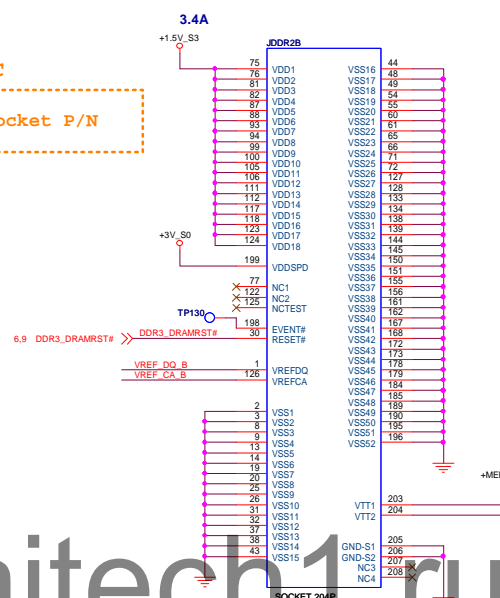 3.4A
+1.5V_S3
JDDR2B
ocket P/N
75 VDD1
76 VDD2
81 VDD3
82 VDD4
87 VDD5
88 VDD6
93 VDD7
94 VDD8
99 VDD9
100 VDD10
105 VDD11
106 VDD12
111 VDD13
112 VDD14
117 VDD15
118 VDD16
123 VDD17
124 VDD18
+3V_S0
199 VDDSPD
77 NC1
122 NC2
125 NCTEST
TP130
198 EVENT#
6,9 DDR3_DRAMRST# DDR3_DRAMRST# 30 RESET#
VREF_DQ_B 1 VREFDQ
VREF_CA_B 126 VREFCA
2 VSS1
3 VSS2
8 VSS3
9 VSS4
13 VSS5
14 VSS6
19 VSS7
20 VSS8
25 VSS9
26 VSS10
31 VSS11
32 VSS12
37 VSS13
38 VSS14
43 VSS15
VSS16 44
VSS17 48
VSS18 49
VSS19 54
VSS20 55
VSS21 60
VSS22 61
VSS23 65
VSS24 66
VSS25 71
VSS26 72
VSS27 127
VSS28 128
VSS29 133
VSS30 134
VSS31 138
VSS32 139
VSS33 144
VSS34 145
VSS35 150
VSS36 151
VSS37 155
VSS38 156
VSS39 161
VSS40 162
VSS41 167
VSS42 168
VSS43 172
VSS44 173
VSS45 178
VSS46 179
VSS47 184
VSS48 185
VSS49 189
VSS50 190
VSS51 195
VSS52 196
+ME
VTT1 203
VTT2 204
GND-S1 205
GND-S2 206
NC3 207
NC4 208
SOCKET 204P
nitech1.ru